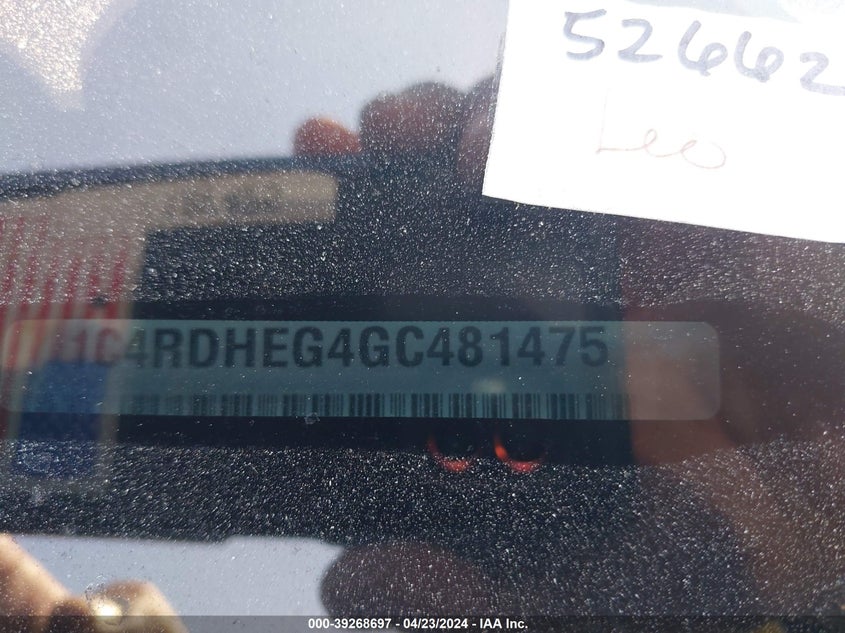 52662
Leo
1C4RDHEG4GC481475
000-39268697 - 04/23/2024 - IAA Inc.